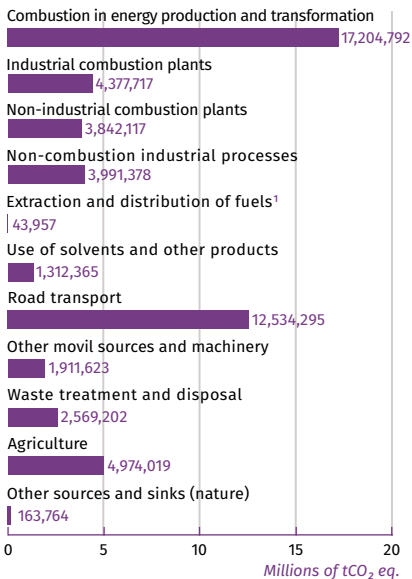 Combustion in energy production and transformation
17,204,792
Industrial combustion plants
4,377,717
Non-industrial combustion plants
3,842,117
Non-combustion industrial processes
3,991,378
Extraction and distribution of fuels¹
43,957
Use of solvents and other products
1,312,365
Road transport
12,534,295
Other movil sources and machinery
1,911,623
Waste treatment and disposal
2,569,202
Agriculture
4,974,019
Other sources and sinks (nature)
163,764
0 5 10 15 20
Millions of tCO₂ eq.